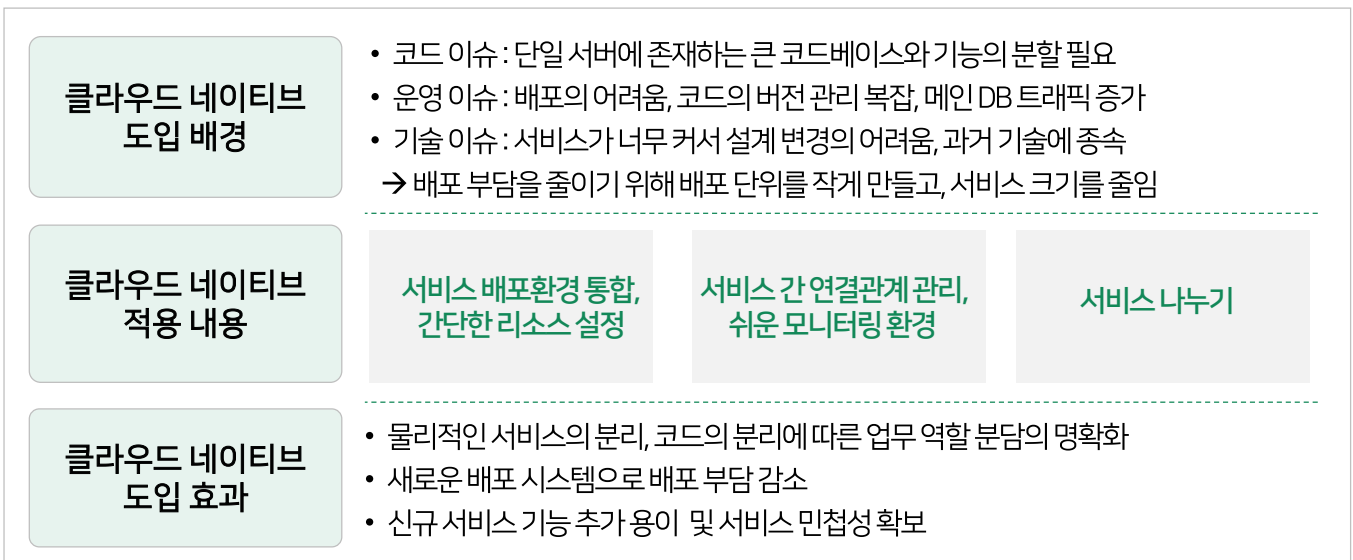 클라우드 네이티브
도입 배경
• 코드 이슈 : 단일 서버에 존재하는 큰 코드베이스와 기능의 분할 필요
• 운영 이슈 : 배포의 어려움, 코드의 버전 관리 복잡, 메인 DB 트래픽 증가
• 기술 이슈 : 서비스가 너무 커서 설계 변경의 어려움, 과거 기술에 종속
→ 배포 부담을 줄이기 위해 배포 단위를 작게 만들고, 서비스 크기를 줄임
클라우드 네이티브
적용 내용
서비스 배포환경 통합,
간단한 리소스 설정
서비스 간 연결관계 관리,
쉬운 모니터링 환경
서비스 나누기
클라우드 네이티브
도입 효과
• 물리적인 서비스의 분리, 코드의 분리에 따른 업무 역할 분담의 명확화
• 새로운 배포 시스템으로 배포 부담 감소
• 신규 서비스 기능 추가 용이 및 서비스 민첩성 확보